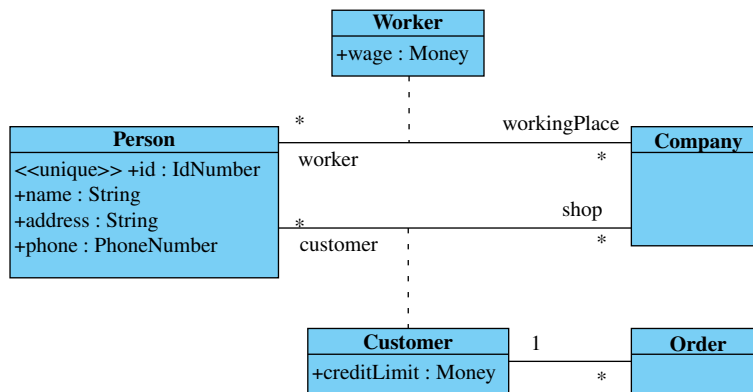 Worker
+wage : Money
*
workingPlace
Person
Company
<<unique>> +id : IdNumber
worker
*
+name : String
+address : String
*
shop
+phone : PhoneNumber
customer
*
Customer
1
Order
+creditLimit : Money
*